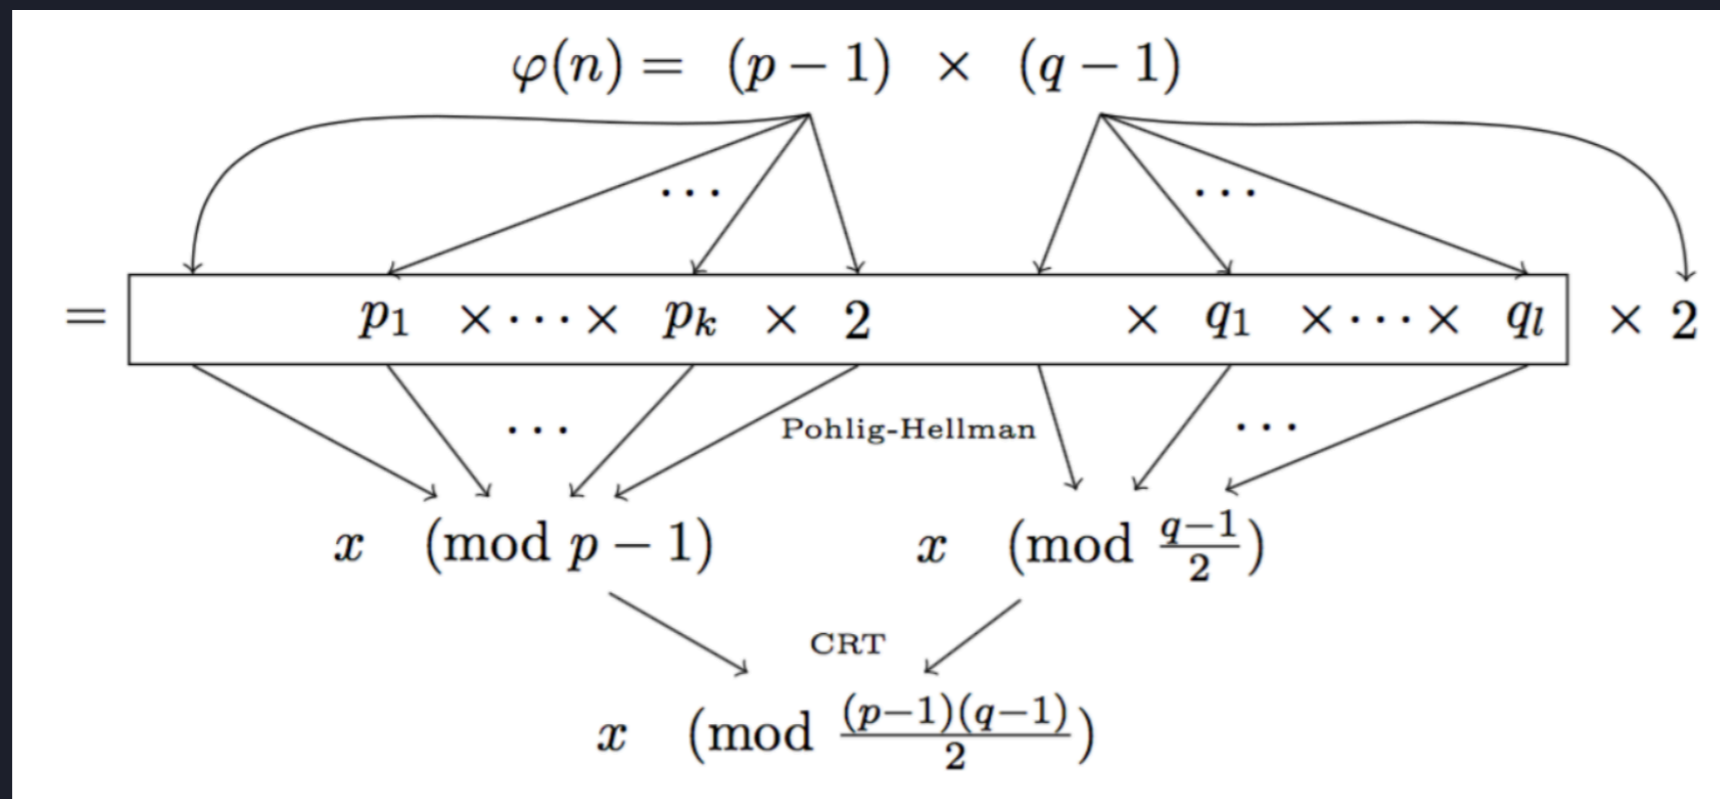 φ(n) = (p − 1) × (q − 1)
⋯ ⋯
= p₁ × ⋯ × pₖ × 2 × q₁ × ⋯ × qₗ × 2
⋯ Pohlig-Hellman ⋯
x (mod p − 1) x (mod (q−1)/2)
CRT
x (mod (p−1)(q−1)/2)